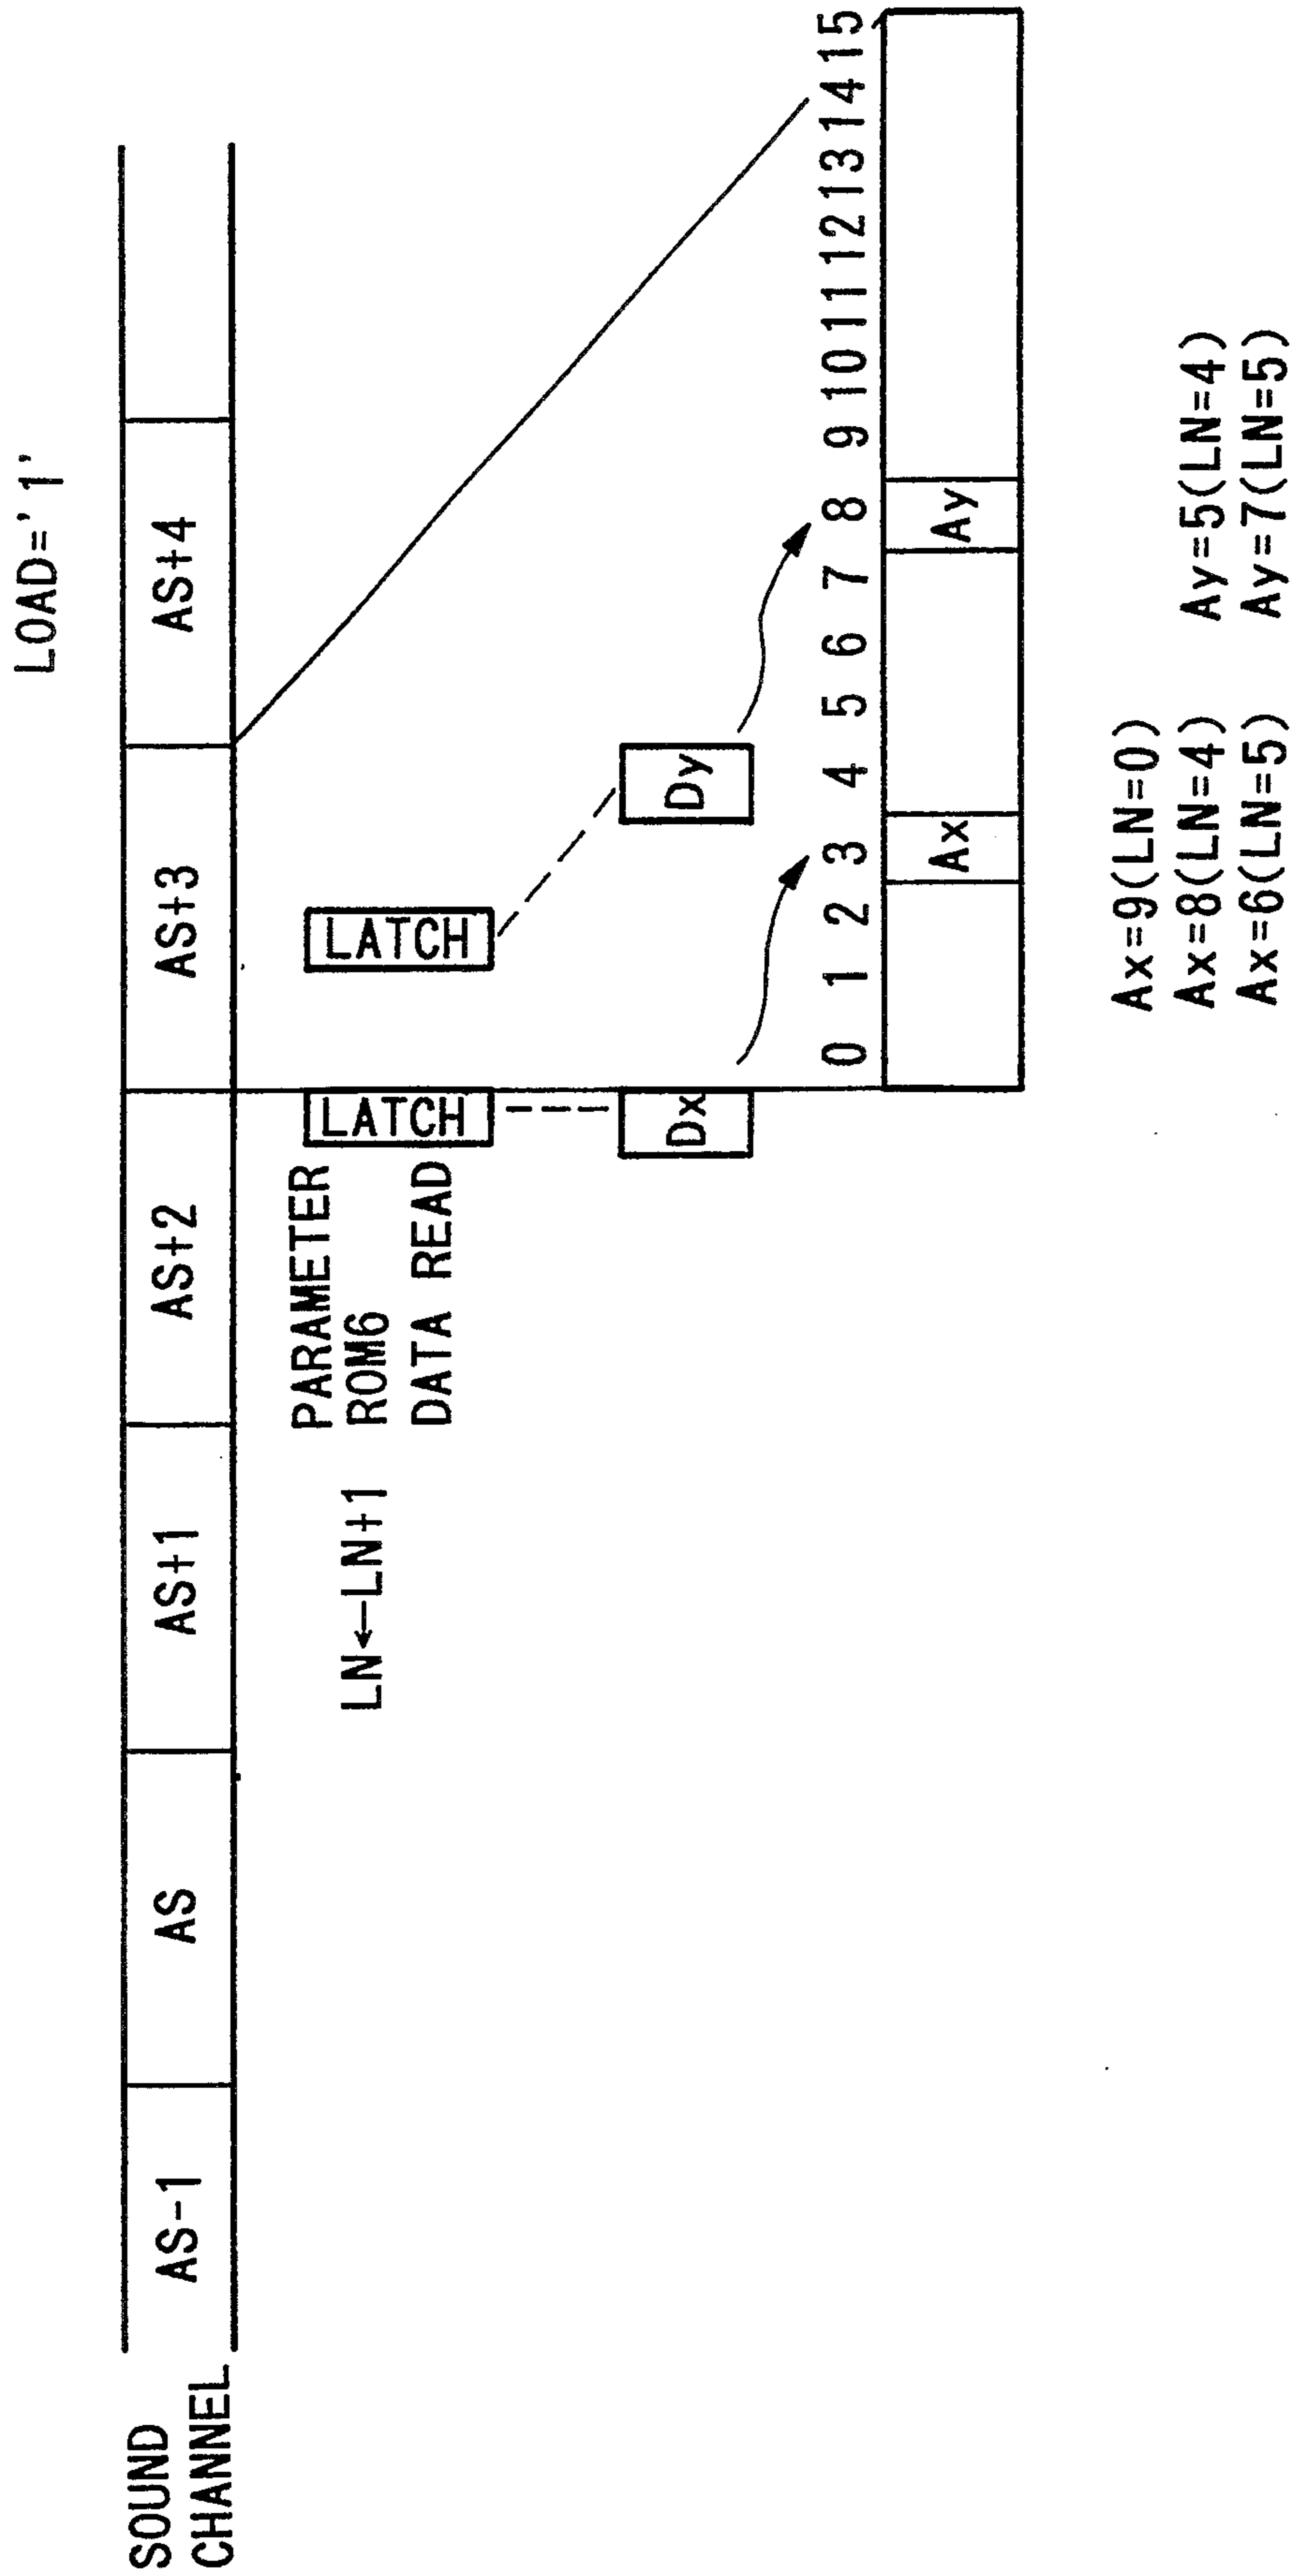 LOAD='1'
SOUND
CHANNEL
AS-1 AS AS+1 AS+2 AS+3 AS+4
LN←LN+1
PARAMETER
ROM6
DATA READ
LATCH LATCH
Dx Dy
0 1 2 3 4 5 6 7 8 9 10 11 12 13 14 15
Ax Ay
Ax=9(LN=0)
Ax=8(LN=4) Ay=5(LN=4)
Ax=6(LN=5) Ay=7(LN=5)